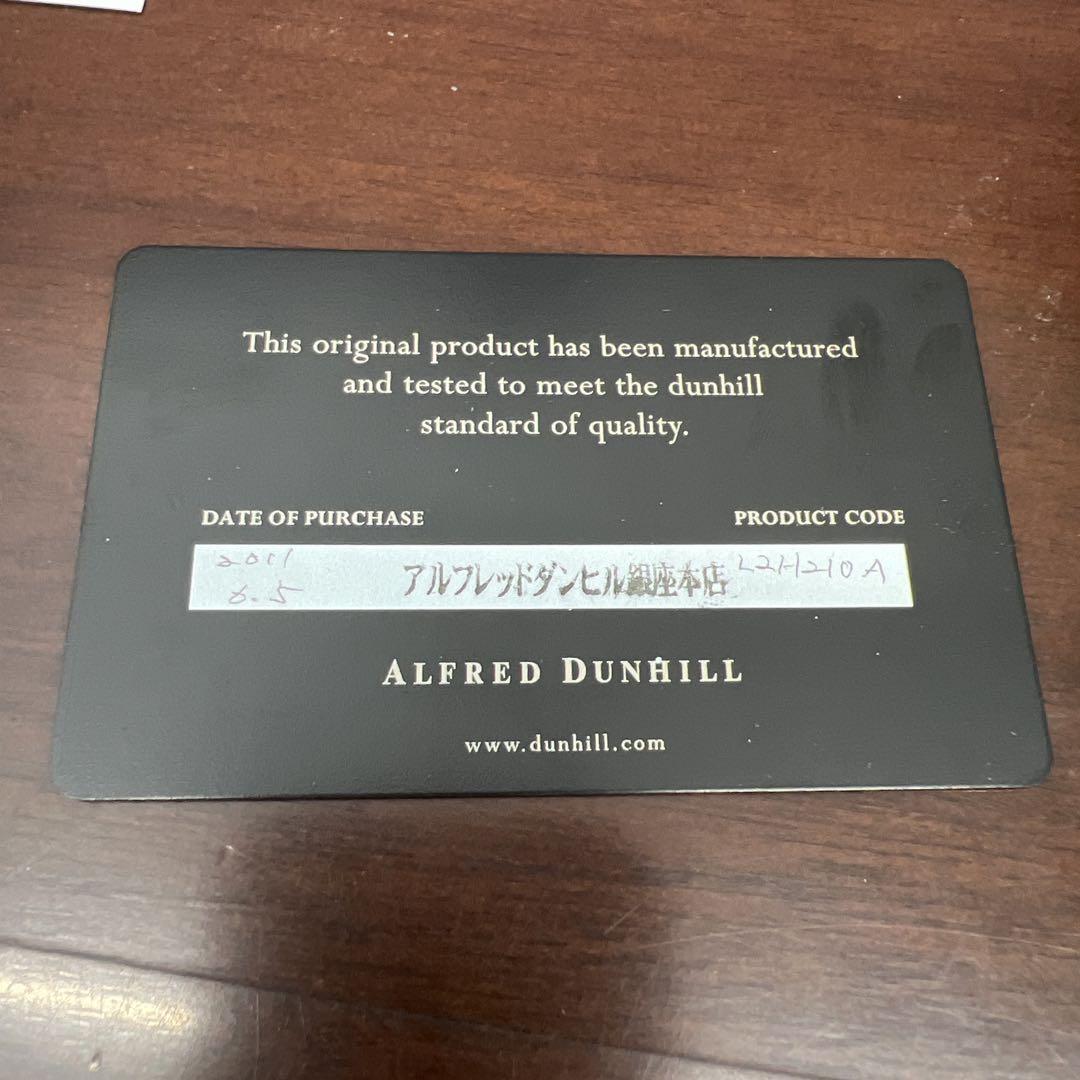 This original product has been manufactured
and tested to meet the dunhill
standard of quality.
DATE OF PURCHASE PRODUCT CODE
2011 アルフレッドダンヒル銀座本店 L2H210A
6.5
ALFRED DUNHILL
www.dunhill.com